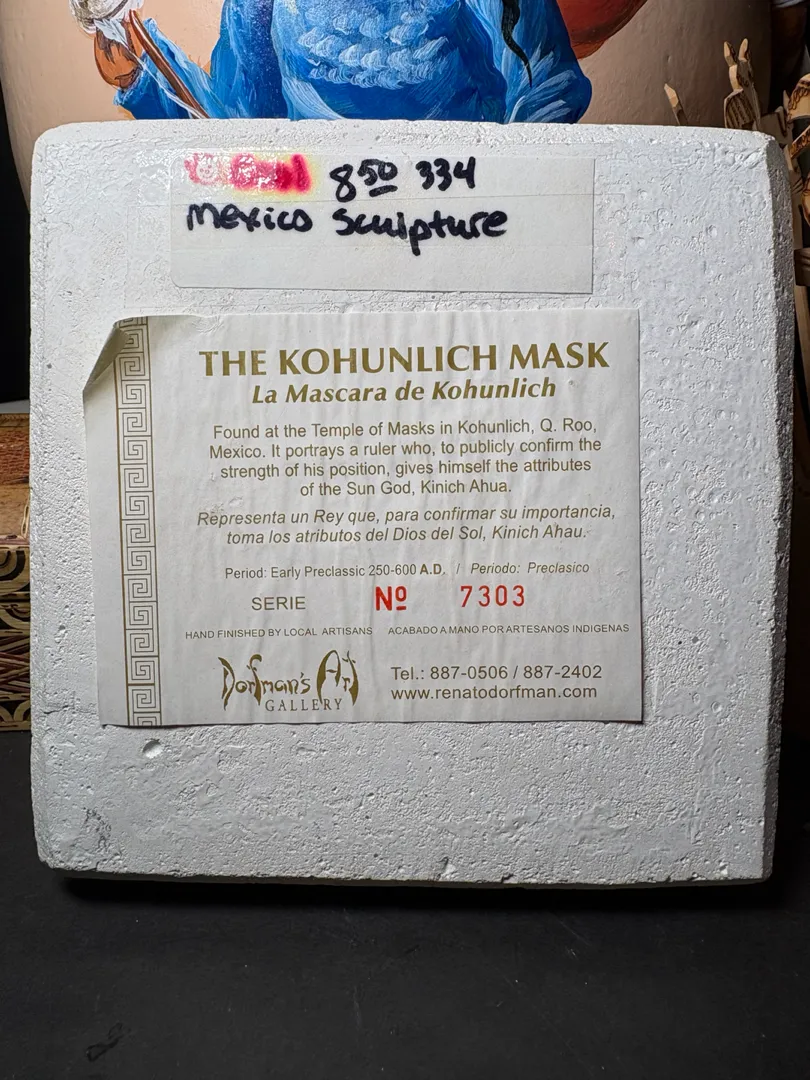 8⁵⁰ 334
Mexico Sculpture
THE KOHUNLICH MASK
La Mascara de Kohunlich
Found at the Temple of Masks in Kohunlich, Q. Roo,
Mexico. It portrays a ruler who, to publicly confirm the
strength of his position, gives himself the attributes
of the Sun God, Kinich Ahua.
Representa un Rey que, para confirmar su importancia,
toma los atributos del Dios del Sol, Kinich Ahau.
Period: Early Preclassic 250-600 A.D. / Periodo: Preclasico
SERIE Nº 7303
HAND FINISHED BY LOCAL ARTISANS ACABADO A MANO POR ARTESANOS INDIGENAS
Dorfman's Art
GALLERY
Tel.: 887-0506 / 887-2402
www.renatodorfman.com